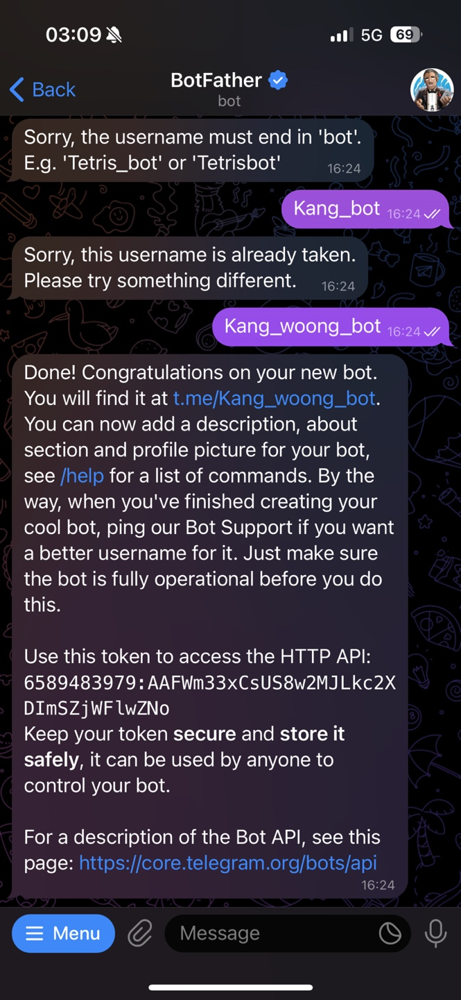 03:09
5G 69
Back
BotFather
bot
Sorry, the username must end in 'bot'.
E.g. 'Tetris_bot' or 'Tetrisbot'
16:24
Kang_bot 16:24
Sorry, this username is already taken.
Please try something different.
16:24
Kang_woong_bot 16:24
Done! Congratulations on your new bot.
You will find it at t.me/Kang_woong_bot.
You can now add a description, about
section and profile picture for your bot,
see /help for a list of commands. By the
way, when you've finished creating your
cool bot, ping our Bot Support if you want
a better username for it. Just make sure
the bot is fully operational before you do
this.
Use this token to access the HTTP API:
6589483979:AAFWm33xCsUS8w2MJLkc2X
DImSZjWFlwZNo
Keep your token secure and store it
safely, it can be used by anyone to
control your bot.
For a description of the Bot API, see this
page: https://core.telegram.org/bots/api
16:24
Menu
Message